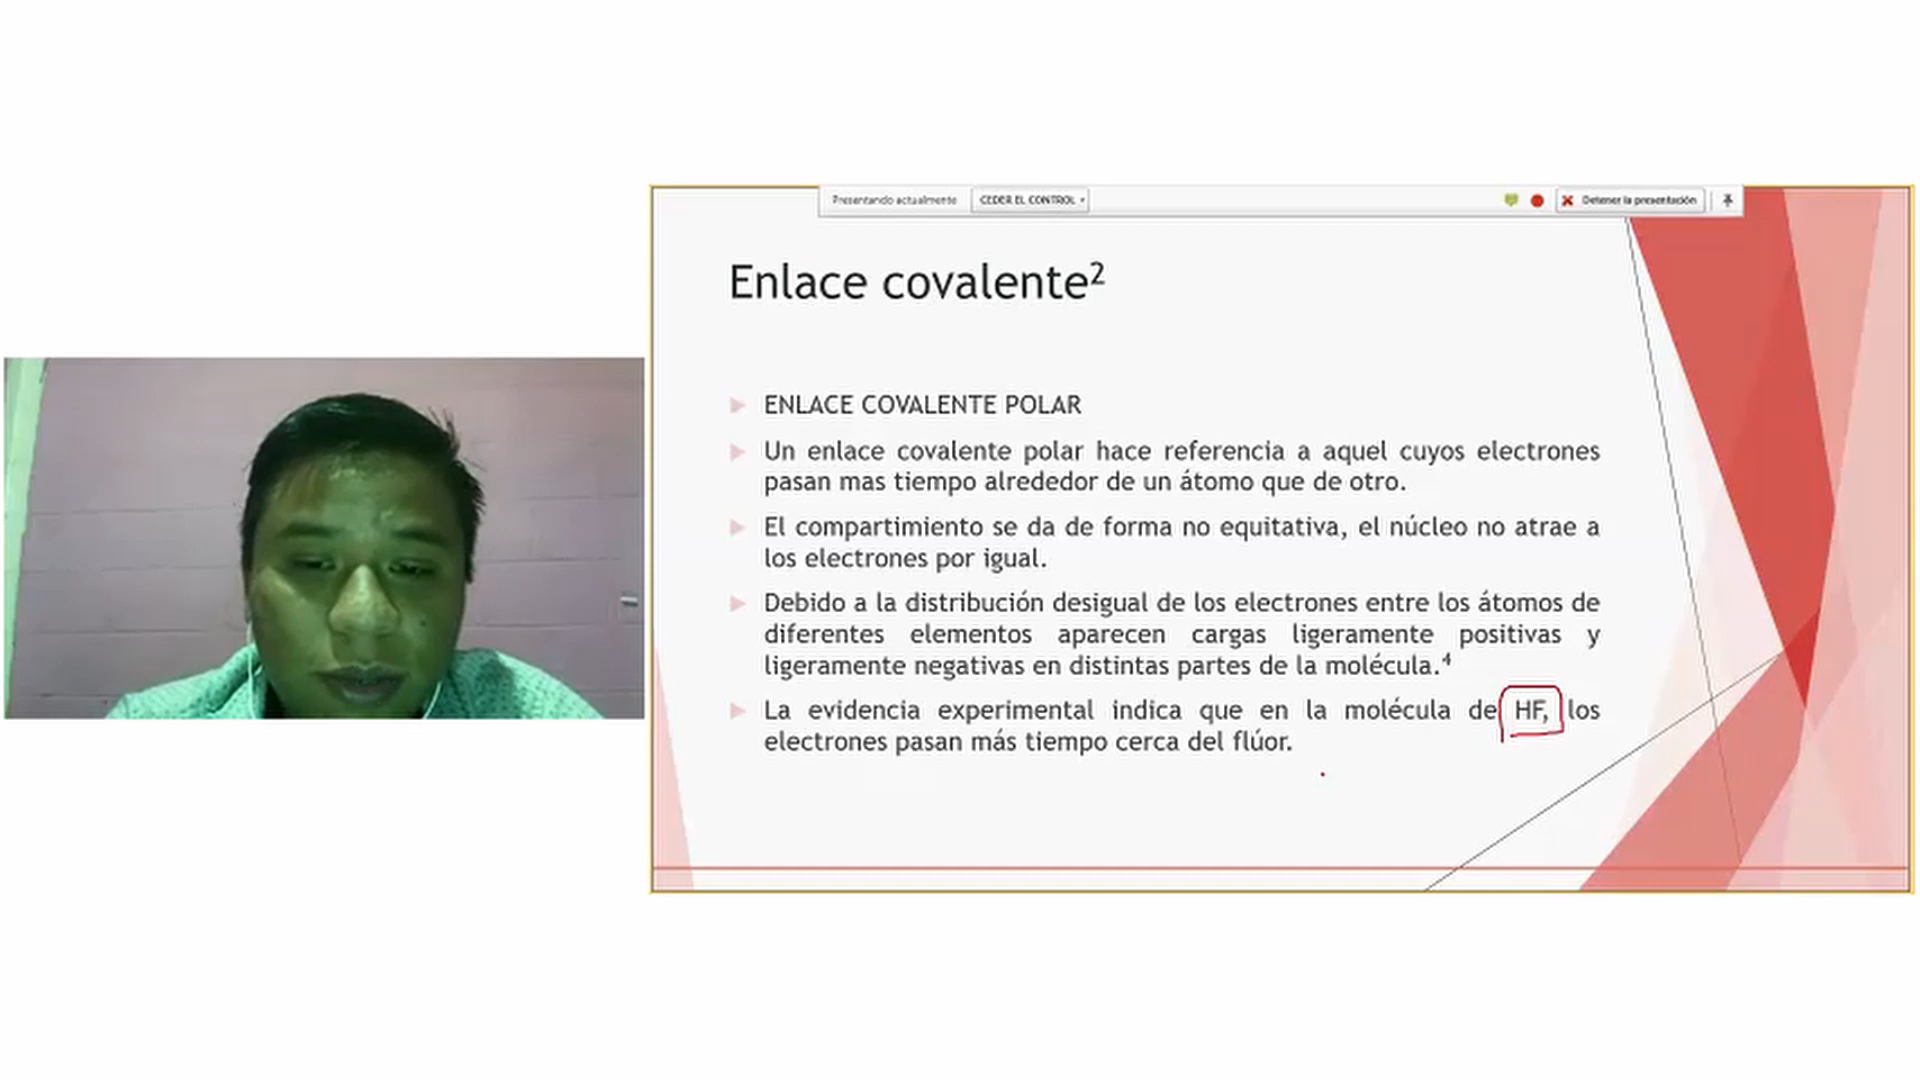 Presentando actualmente CEDER EL CONTROL Detener la presentación
Enlace covalente²
ENLACE COVALENTE POLAR
Un enlace covalente polar hace referencia a aquel cuyos electrones
pasan mas tiempo alrededor de un átomo que de otro.
El compartimiento se da de forma no equitativa, el núcleo no atrae a
los electrones por igual.
Debido a la distribución desigual de los electrones entre los átomos de
diferentes elementos aparecen cargas ligeramente positivas y
ligeramente negativas en distintas partes de la molécula.⁴
La evidencia experimental indica que en la molécula de HF, los
electrones pasan más tiempo cerca del flúor.